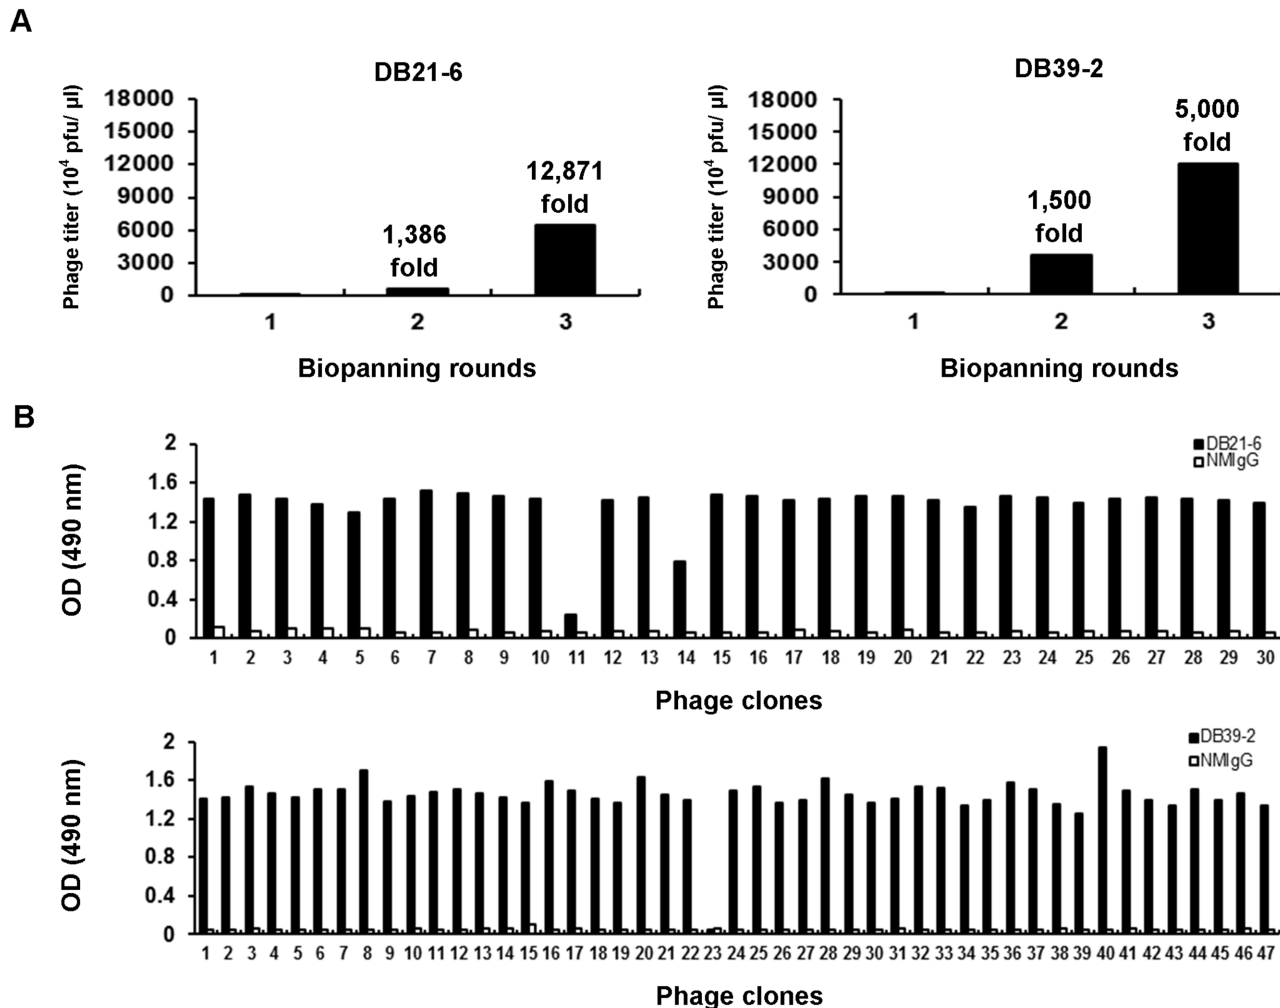 A
DB21-6
Phage titer (10⁴ pfu/ µl)
18000
15000
12000
9000
6000
3000
0
1,386
fold
12,871
fold
1 2 3
Biopanning rounds
DB39-2
Phage titer (10⁴ pfu/ µl)
18000
15000
12000
9000
6000
3000
0
1,500
fold
5,000
fold
1 2 3
Biopanning rounds
B
OD (490 nm)
2
1.6
1.2
0.8
0.4
0
DB21-6
NMIgG
1 2 3 4 5 6 7 8 9 10 11 12 13 14 15 16 17 18 19 20 21 22 23 24 25 26 27 28 29 30
Phage clones
OD (490 nm)
2
1.6
1.2
0.8
0.4
0
DB39-2
NMIgG
1 2 3 4 5 6 7 8 9 10 11 12 13 14 15 16 17 18 19 20 21 22 23 24 25 26 27 28 29 30 31 32 33 34 35 36 37 38 39 40 41 42 43 44 45 46 47
Phage clones